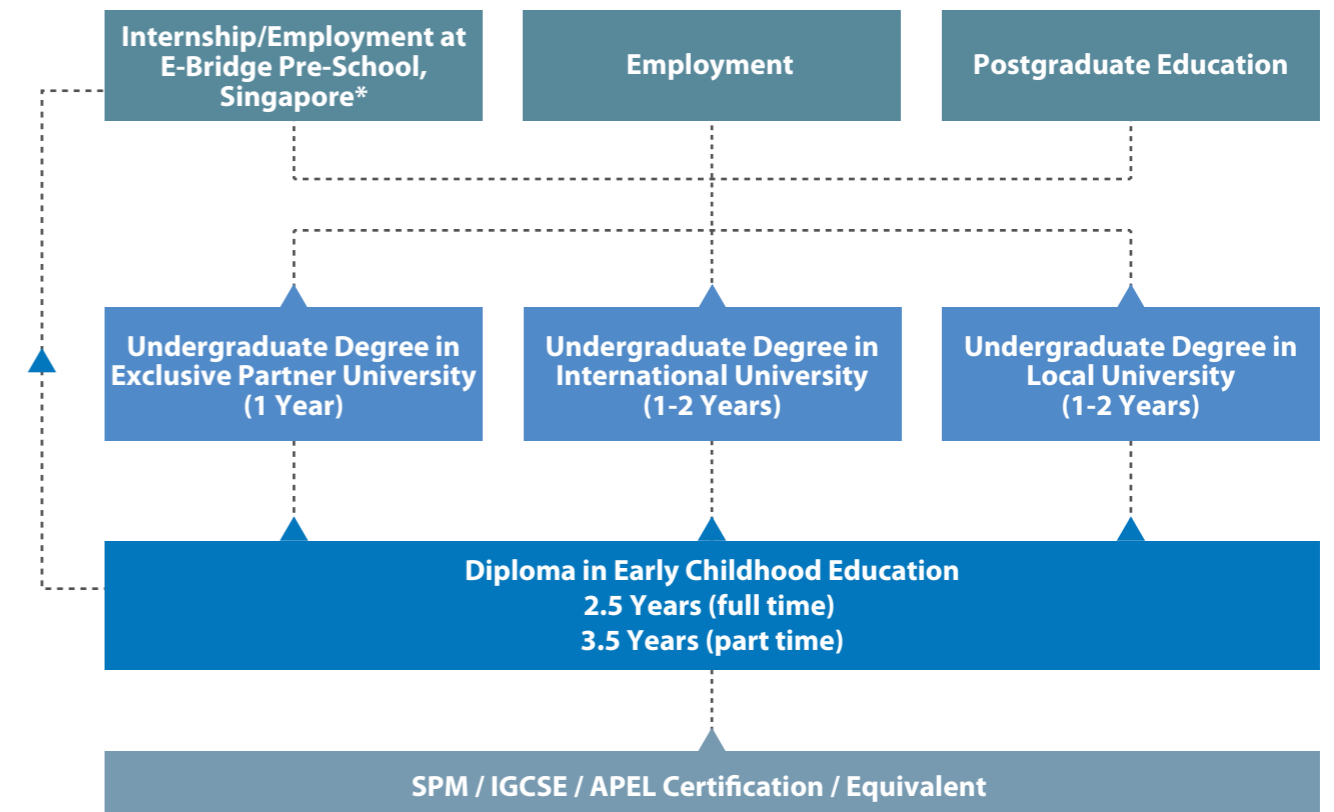 Internship/Employment at
E-Bridge Pre-School,
Singapore*
Employment
Postgraduate Education
Undergraduate Degree in
Exclusive Partner University
(1 Year)
Undergraduate Degree in
International University
(1-2 Years)
Undergraduate Degree in
Local University
(1-2 Years)
Diploma in Early Childhood Education
2.5 Years (full time)
3.5 Years (part time)
SPM / IGCSE / APEL Certification / Equivalent